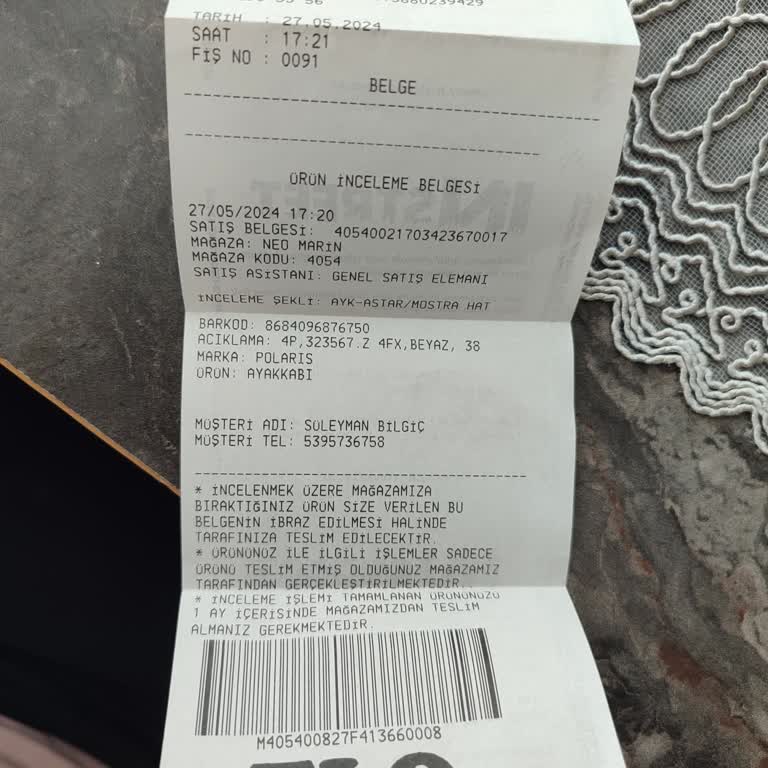 TARİH : 27.05.2024
SAAT : 17:21
FİŞ NO : 0091
BELGE
ÜRÜN İNCELEME BELGESİ
27/05/2024 17:20
SATIŞ BELGESİ: 40540021703423670017
MAĞAZA: NEO MARİN
MAĞAZA KODU: 4054
SATIŞ ASİSTANI: GENEL SATIŞ ELEMANI
İNCELEME ŞEKLİ: AYK-ASTAR/MOSTRA HAT
BARKOD: 8684096876750
ACIKLAMA: 4P,323567.Z 4FX,BEYAZ, 38
MARKA: POLARIS
ÜRÜN: AYAKKABI
MÜŞTERİ ADI: SÜLEYMAN BİLGİÇ
MÜŞTERİ TEL: 5395736758
* İNCELENMEK ÜZERE MAĞAZAMIZA
BIRAKTIĞINIZ ÜRÜN SİZE VERİLEN BU
BELGENİN İBRAZ EDİLMESİ HALİNDE
TARAFINIZA TESLİM EDİLECEKTİR.
* ÜRÜNÜNÜZ İLE İLGİLİ İŞLEMLER SADECE
ÜRÜNÜ TESLİM ETMİŞ OLDUĞUNUZ MAĞAZAMIZ
TARAFINDAN GERÇEKLEŞTİRİLMEKTEDİR..
* İNCELEME İŞLEMİ TAMAMLANAN ÜRÜNÜNÜZÜ
1 AY İÇERİSİNDE MAĞAZAMIZDAN TESLİM
ALMANIZ GEREKMEKTEDİR.
M405400827F413660008